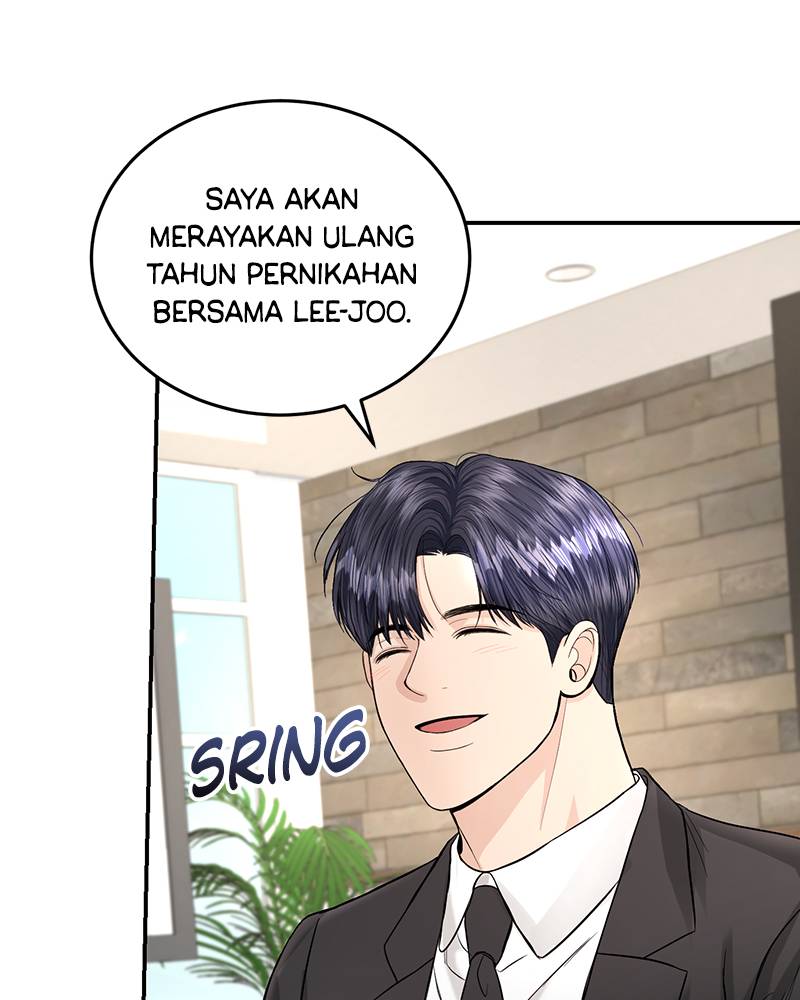 SAYA AKAN
MERAYAKAN ULANG
TAHUN PERNIKAHAN
BERSAMA LEE-JOO.
SRING